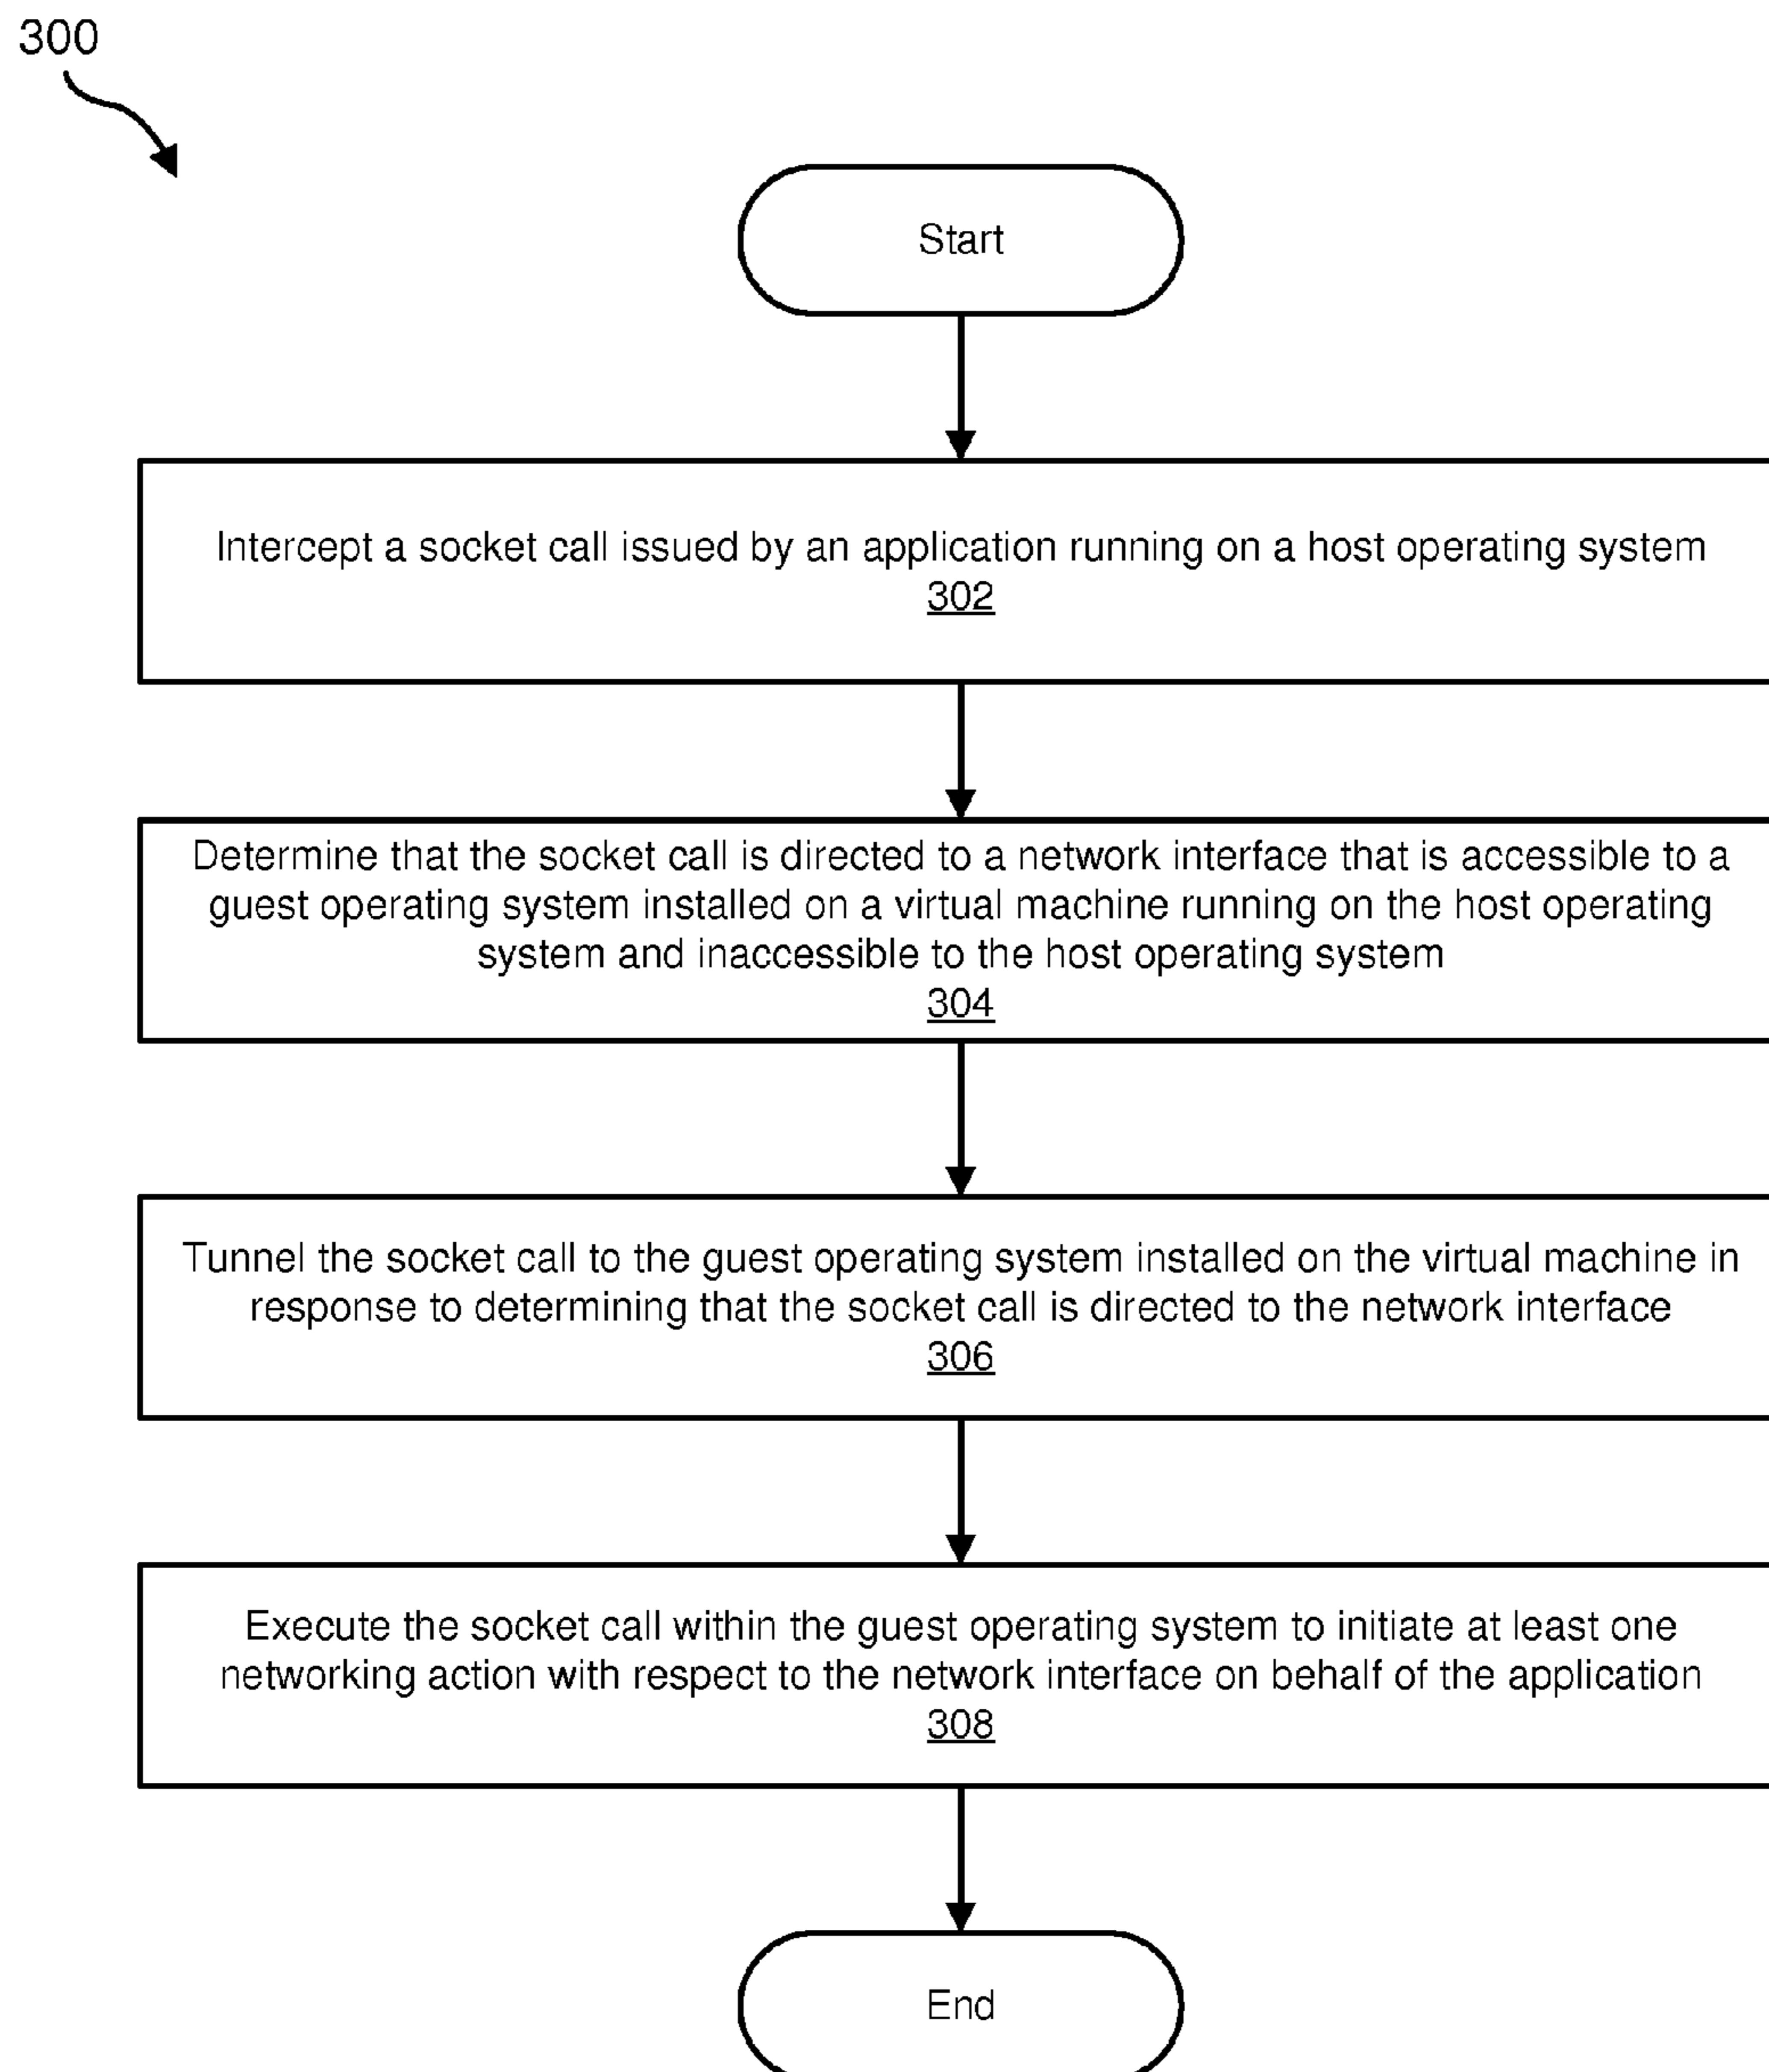 300
Start
Intercept a socket call issued by an application running on a host operating system
302
Determine that the socket call is directed to a network interface that is accessible to a
guest operating system installed on a virtual machine running on the host operating
system and inaccessible to the host operating system
304
Tunnel the socket call to the guest operating system installed on the virtual machine in
response to determining that the socket call is directed to the network interface
306
Execute the socket call within the guest operating system to initiate at least one
networking action with respect to the network interface on behalf of the application
308
End